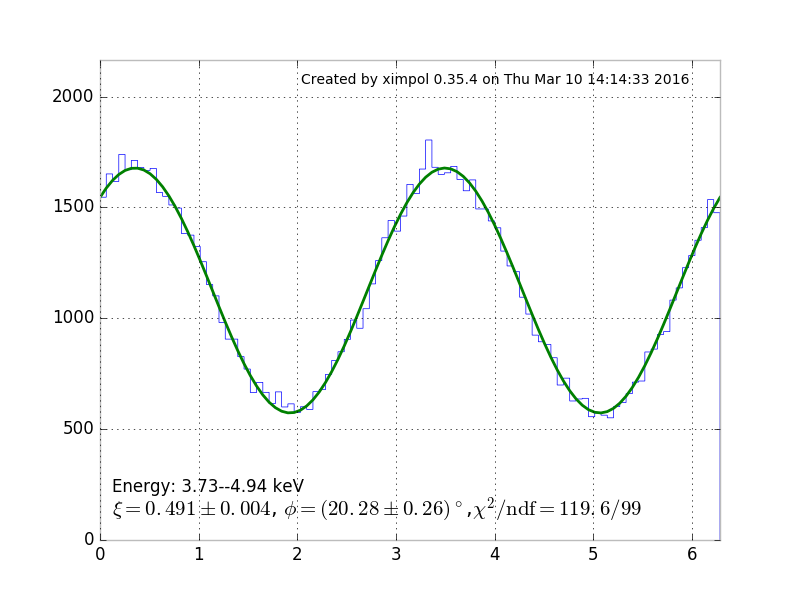 Created by ximpol 0.35.4 on Thu Mar 10 14:14:33 2016
2000
1500
1000
500
0
Energy: 3.73--4.94 keV
ξ = 0.491 ± 0.004, ϕ = (20.28 ± 0.26)°, χ²/ndf = 119.6/99
0 1 2 3 4 5 6